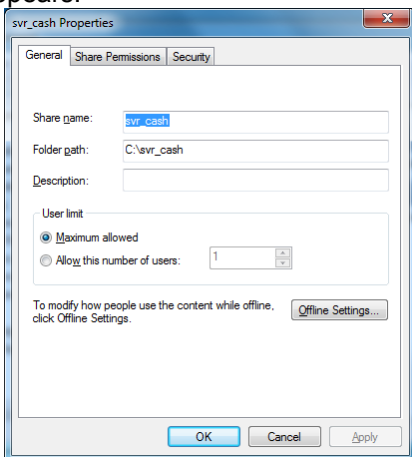 svr_cash Properties
General Share Permissions Security
Share name: svr_cash
Folder path: C:\svr_cash
Description:
User limit
Maximum allowed
Allow this number of users: 1
To modify how people use the content while offline,
click Offline Settings.
Offline Settings...
OK Cancel Apply